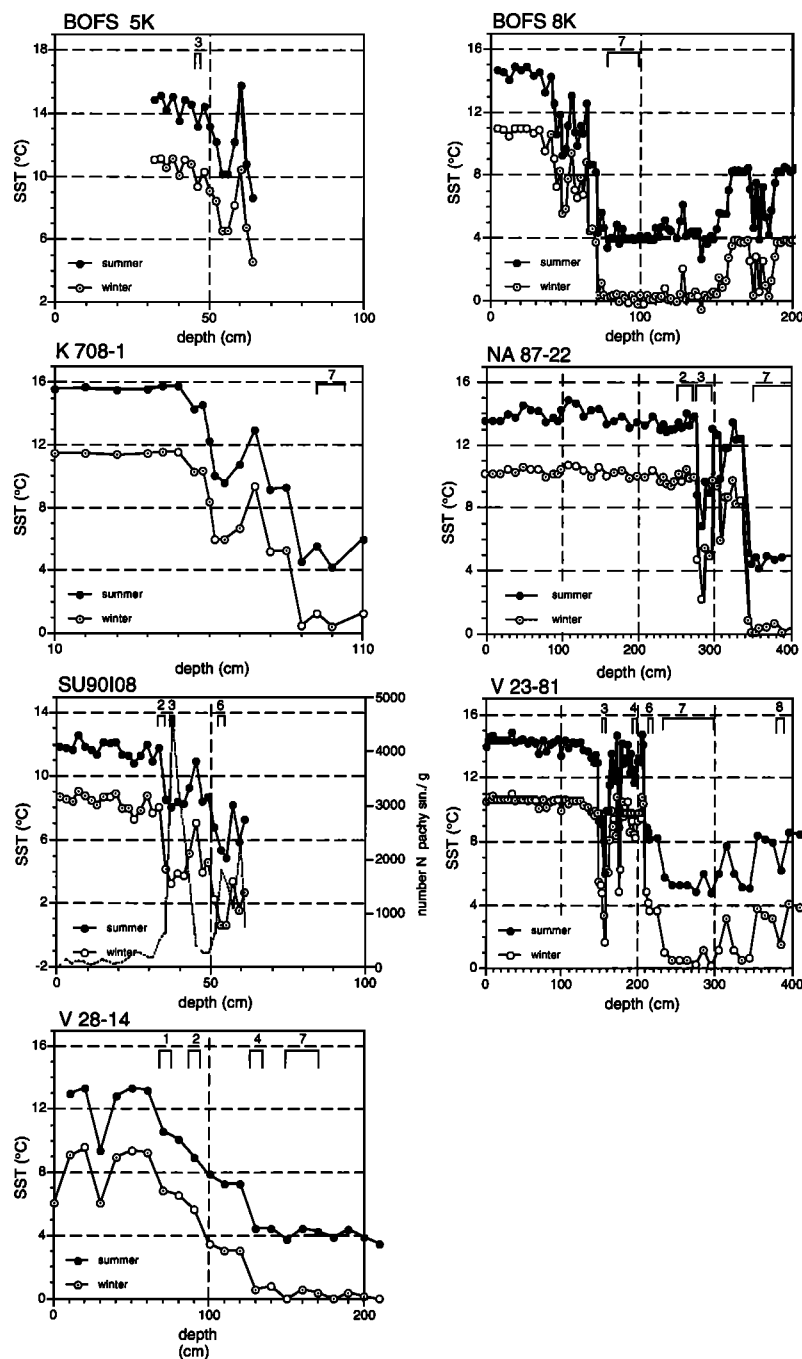 BOFS 5K
3
18
14
10
6
2
SST (°C)
summer
winter
0
50
100
depth (cm)
BOFS 8K
7
16
12
8
4
0
SST (°C)
summer
winter
0
100
200
depth (cm)
K 708-1
7
16
12
8
4
0
SST (°C)
summer
winter
10
110
depth (cm)
NA 87-22
2
3
7
16
12
8
4
0
SST (°C)
summer
winter
0
100
200
300
400
depth (cm)
SU90I08
2
3
6
14
10
6
2
-2
SST (°C)
5000
4000
3000
2000
1000
0
number N pachy sin./ g
summer
winter
0
50
100
depth (cm)
V 23-81
3
4
6
7
8
16
12
8
4
0
SST (°C)
summer
winter
0
100
200
300
400
depth (cm)
V 28-14
1
2
4
7
16
12
8
4
0
SST (°C)
summer
winter
0
100
200
depth
(cm)